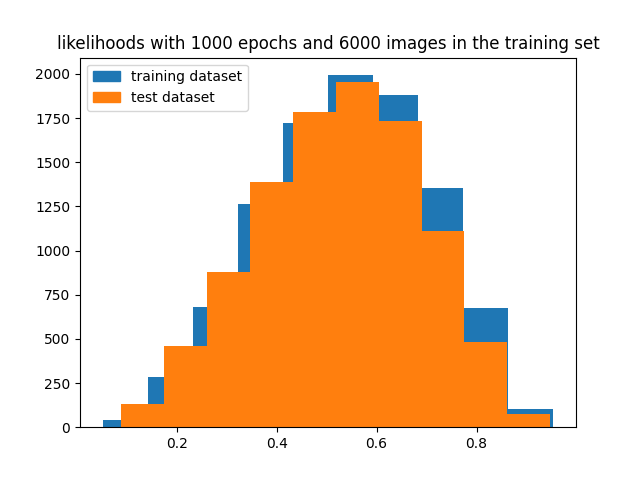 likelihoods with 1000 epochs and 6000 images in the training set
training dataset
test dataset
2000
1750
1500
1250
1000
750
500
250
0
0.2 0.4 0.6 0.8